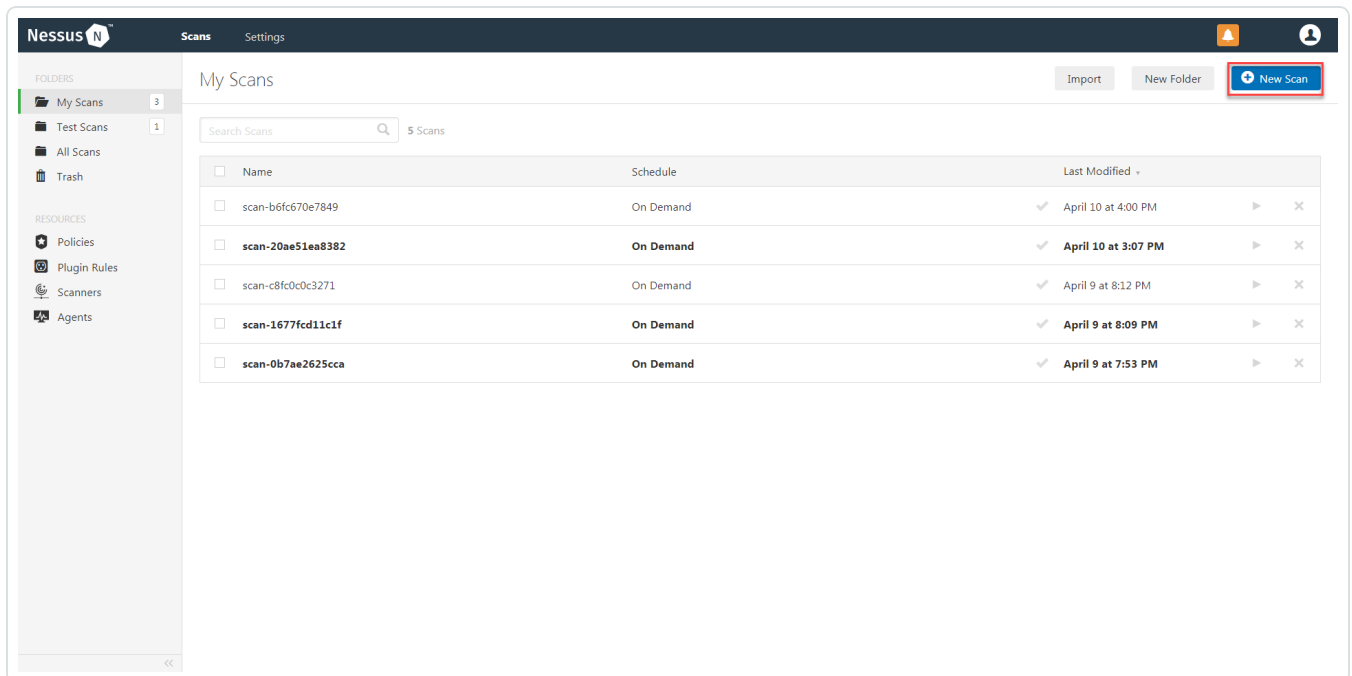 Nessus N ™ Scans Settings
FOLDERS
My Scans 3
Test Scans 1
All Scans
Trash
RESOURCES
Policies
Plugin Rules
Scanners
Agents
My Scans Import New Folder New Scan
Search Scans 5 Scans
Name Schedule Last Modified
scan-b6fc670e7849 On Demand April 10 at 4:00 PM
scan-20ae51ea8382 On Demand April 10 at 3:07 PM
scan-c8fc0c0c3271 On Demand April 9 at 8:12 PM
scan-1677fcd11c1f On Demand April 9 at 8:09 PM
scan-0b7ae2625cca On Demand April 9 at 7:53 PM